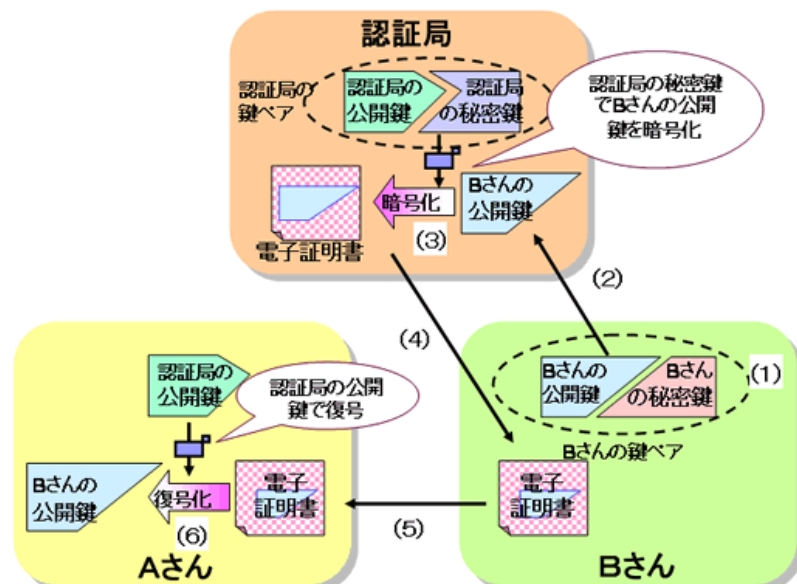 認証局
認証局の
鍵ペア
認証局の
公開鍵
認証局
の秘密鍵
認証局の秘密鍵
でBさんの公開
鍵を暗号化
Bさんの
公開鍵
暗号化
(3)
電子証明書
(2)
(4)
Bさんの
公開鍵
Bさん
の秘密鍵
(1)
Bさんの鍵ペア
電子
証明書
Bさん
(5)
認証局の
公開鍵
認証局の公開
鍵で復号
Bさんの
公開鍵
復号化
(6)
電子
証明書
Aさん